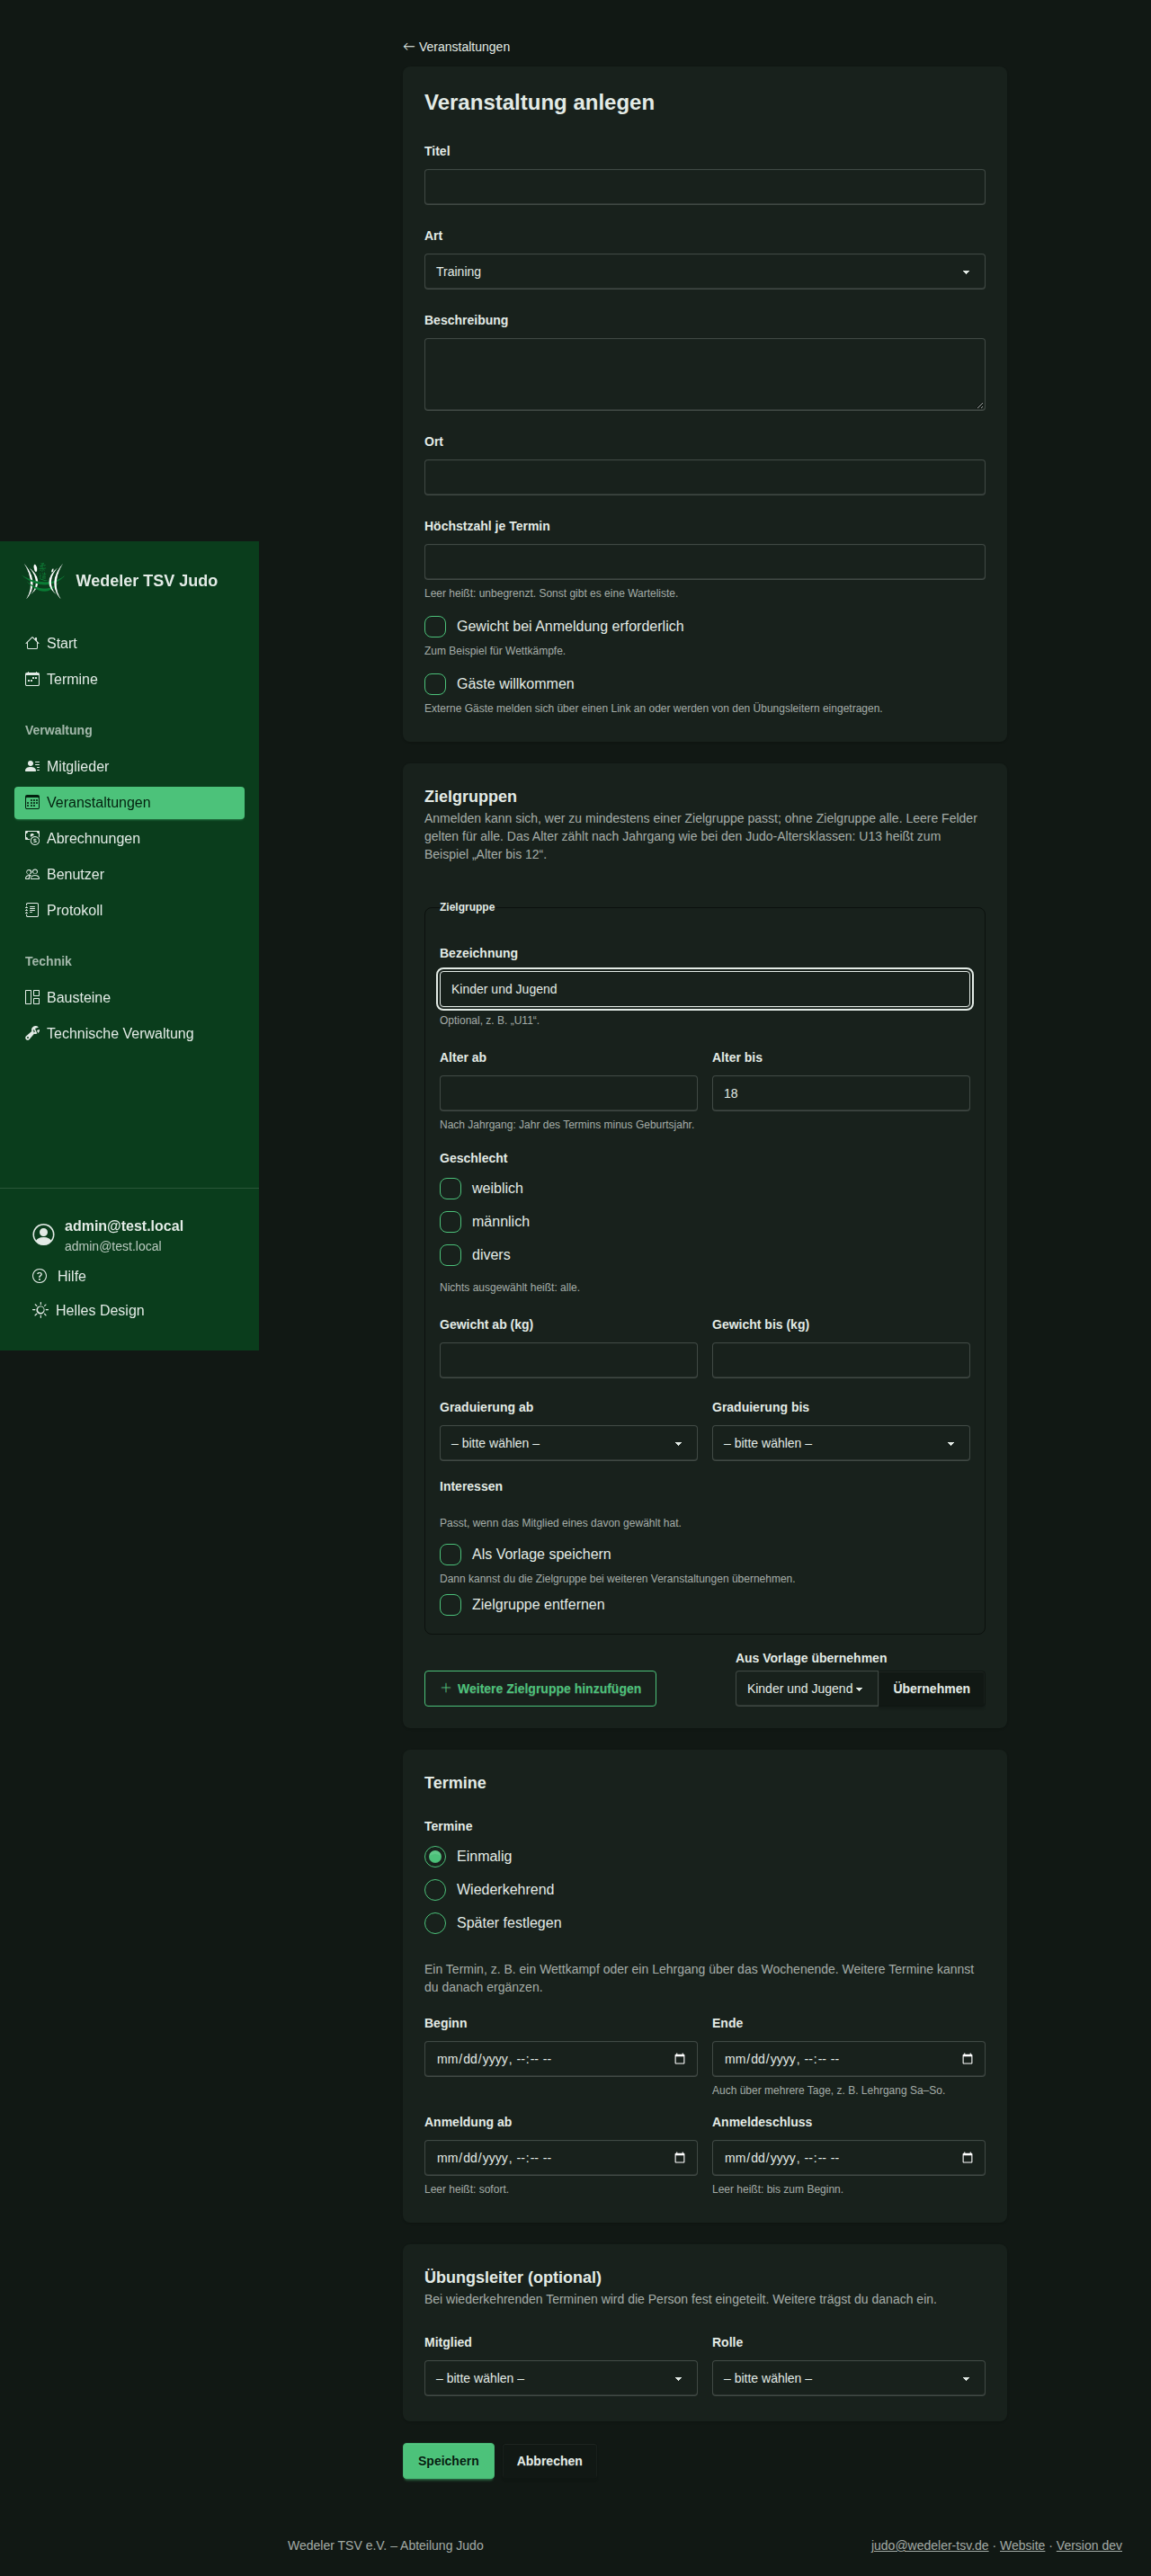 ← Veranstaltungen
Veranstaltung anlegen
Titel
Art
Training
Beschreibung
Ort
Höchstzahl je Termin
Leer heißt: unbegrenzt. Sonst gibt es eine Warteliste.
Gewicht bei Anmeldung erforderlich
Zum Beispiel für Wettkämpfe.
Gäste willkommen
Externe Gäste melden sich über einen Link an oder werden von den Übungsleitern eingetragen.
Wedeler TSV Judo
Start
Termine
Verwaltung
Mitglieder
Veranstaltungen
Abrechnungen
Benutzer
Protokoll
Technik
Bausteine
Technische Verwaltung
admin@test.local
admin@test.local
Hilfe
Helles Design
Zielgruppen
Anmelden kann sich, wer zu mindestens einer Zielgruppe passt; ohne Zielgruppe alle. Leere Felder
gelten für alle. Das Alter zählt nach Jahrgang wie bei den Judo-Altersklassen: U13 heißt zum
Beispiel „Alter bis 12“.
Zielgruppe
Bezeichnung
Kinder und Jugend
Optional, z. B. „U11“.
Alter ab
Alter bis
18
Nach Jahrgang: Jahr des Termins minus Geburtsjahr.
Geschlecht
weiblich
männlich
divers
Nichts ausgewählt heißt: alle.
Gewicht ab (kg)
Gewicht bis (kg)
Graduierung ab
Graduierung bis
– bitte wählen –
– bitte wählen –
Interessen
Passt, wenn das Mitglied eines davon gewählt hat.
Als Vorlage speichern
Dann kannst du die Zielgruppe bei weiteren Veranstaltungen übernehmen.
Zielgruppe entfernen
Aus Vorlage übernehmen
+ Weitere Zielgruppe hinzufügen
Kinder und Jugend
Übernehmen
Termine
Termine
Einmalig
Wiederkehrend
Später festlegen
Ein Termin, z. B. ein Wettkampf oder ein Lehrgang über das Wochenende. Weitere Termine kannst
du danach ergänzen.
Beginn
Ende
mm/dd/yyyy, --:-- --
mm/dd/yyyy, --:-- --
Auch über mehrere Tage, z. B. Lehrgang Sa–So.
Anmeldung ab
Anmeldeschluss
mm/dd/yyyy, --:-- --
mm/dd/yyyy, --:-- --
Leer heißt: sofort.
Leer heißt: bis zum Beginn.
Übungsleiter (optional)
Bei wiederkehrenden Terminen wird die Person fest eingeteilt. Weitere trägst du danach ein.
Mitglied
Rolle
– bitte wählen –
– bitte wählen –
Speichern
Abbrechen
Wedeler TSV e.V. – Abteilung Judo
judo@wedeler-tsv.de · Website · Version dev